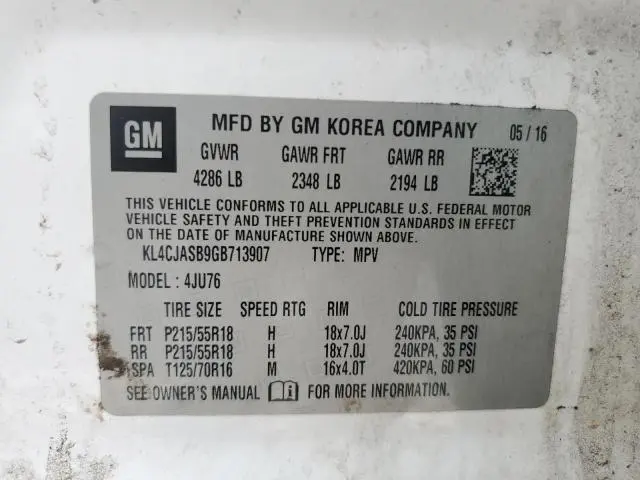 GM MFD BY GM KOREA COMPANY 05 / 16
GVWR GAWR FRT GAWR RR
4286 LB 2348 LB 2194 LB
THIS VEHICLE CONFORMS TO ALL APPLICABLE U.S. FEDERAL MOTOR
VEHICLE SAFETY AND THEFT PREVENTION STANDARDS IN EFFECT
ON THE DATE OF MANUFACTURE SHOWN ABOVE.
KL4CJASB9GB713907 TYPE: MPV
MODEL : 4JU76
TIRE SIZE SPEED RTG RIM COLD TIRE PRESSURE
FRT P215/55R18 H 18x7.0J 240KPA, 35 PSI
RR P215/55R18 H 18x7.0J 240KPA, 35 PSI
SPA T125/70R16 M 16x4.0T 420KPA, 60 PSI
SEE OWNER'S MANUAL FOR MORE INFORMATION.